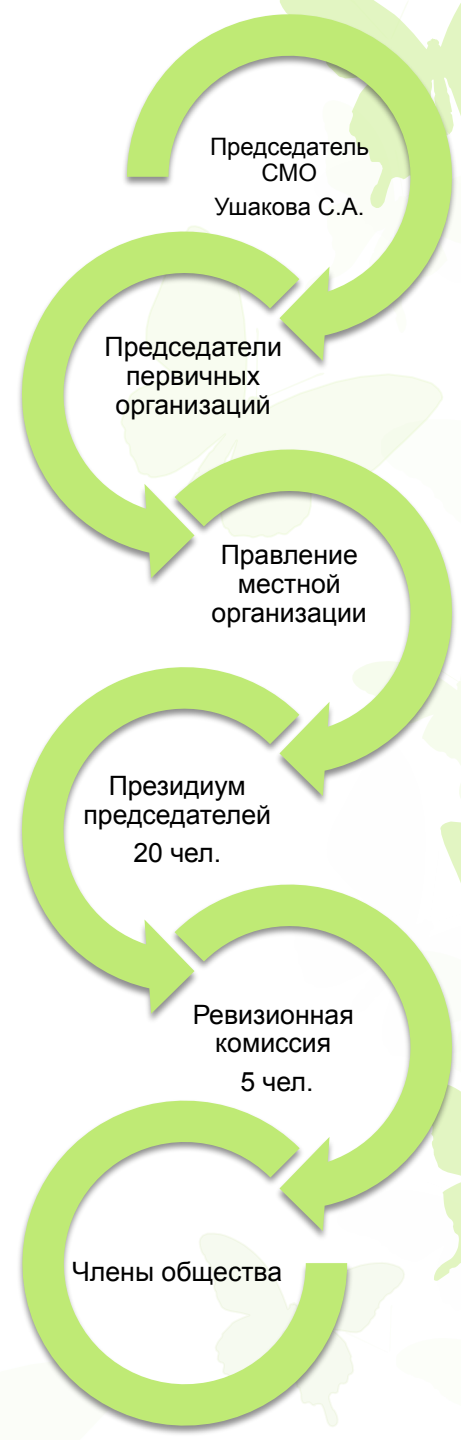 Председатель
СМО
Ушакова С.А.
Председатели
первичных
организаций
Правление
местной
организации
Президиум
председателей
20 чел.
Ревизионная
комиссия
5 чел.
Члены общества